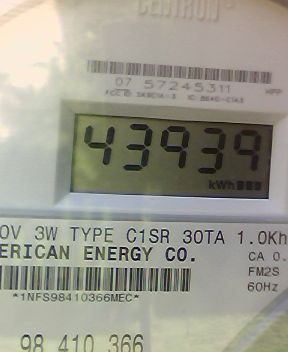 CENTRON
07 57245311
43939
kWh
0V 3W TYPE C1SR 30TA 1.0Kh
ERICAN ENERGY CO. CA 0.
FM2S
*1NFS98410366MEC* 60Hz
98 410 366